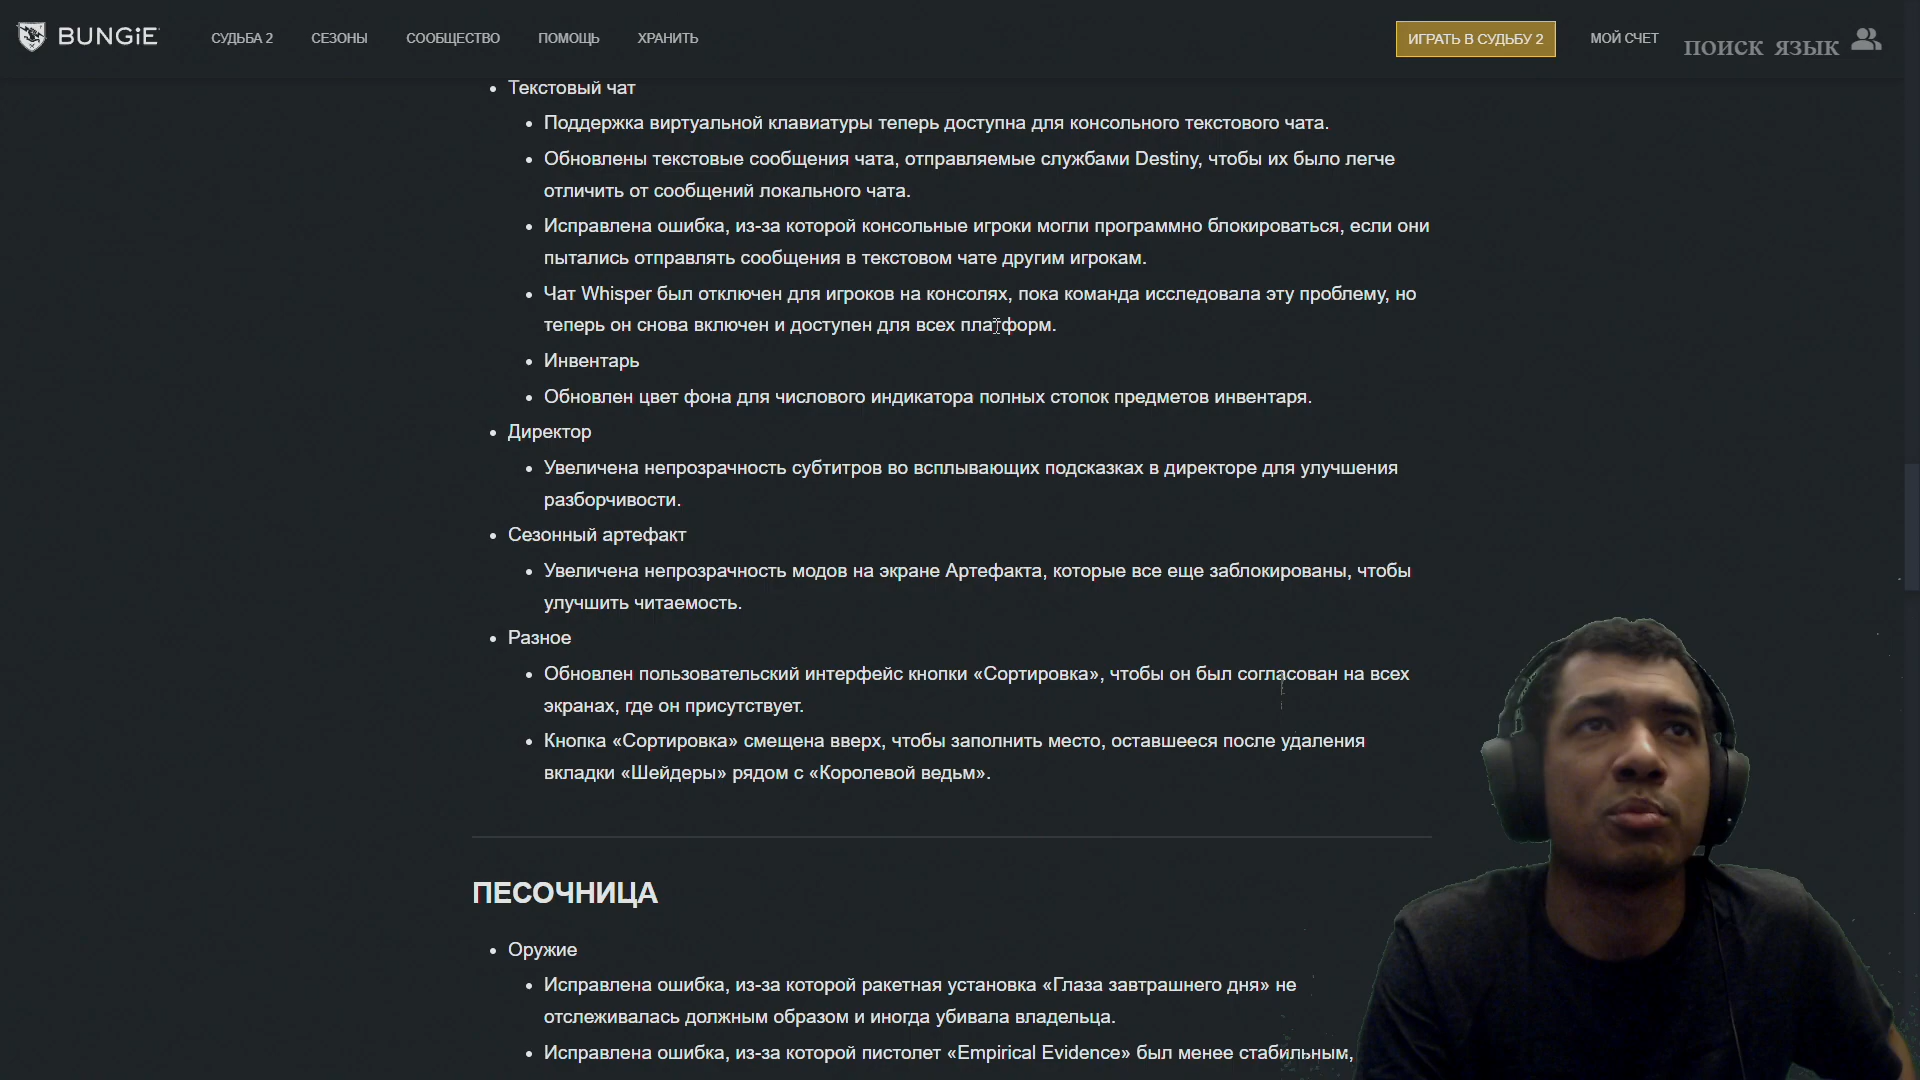 BUNGiE
СУДЬБА 2
СЕЗОНЫ
СООБЩЕСТВО
ПОМОЩЬ
ХРАНИТЬ
ИГРАТЬ В СУДЬБУ 2
МОЙ СЧЕТ
ПОИСК ЯЗЫК
Текстовый чат
Поддержка виртуальной клавиатуры теперь доступна для консольного текстового чата.
Обновлены текстовые сообщения чата, отправляемые службами Destiny, чтобы их было легче
отличить от сообщений локального чата.
Исправлена ошибка, из-за которой консольные игроки могли программно блокироваться, если они
пытались отправлять сообщения в текстовом чате другим игрокам.
Чат Whisper был отключен для игроков на консолях, пока команда исследовала эту проблему, но
теперь он снова включен и доступен для всех платформ.
Инвентарь
Обновлен цвет фона для числового индикатора полных стопок предметов инвентаря.
Директор
Увеличена непрозрачность субтитров во всплывающих подсказках в директоре для улучшения
разборчивости.
Сезонный артефакт
Увеличена непрозрачность модов на экране Артефакта, которые все еще заблокированы, чтобы
улучшить читаемость.
Разное
Обновлен пользовательский интерфейс кнопки «Сортировка», чтобы он был согласован на всех
экранах, где он присутствует.
Кнопка «Сортировка» смещена вверх, чтобы заполнить место, оставшееся после удаления
вкладки «Шейдеры» рядом с «Королевой ведьм».
ПЕСОЧНИЦА
Оружие
Исправлена ошибка, из-за которой ракетная установка «Глаза завтрашнего дня» не
отслеживалась должным образом и иногда убивала владельца.
Исправлена ошибка, из-за которой пистолет «Empirical Evidence» был менее стабильным,